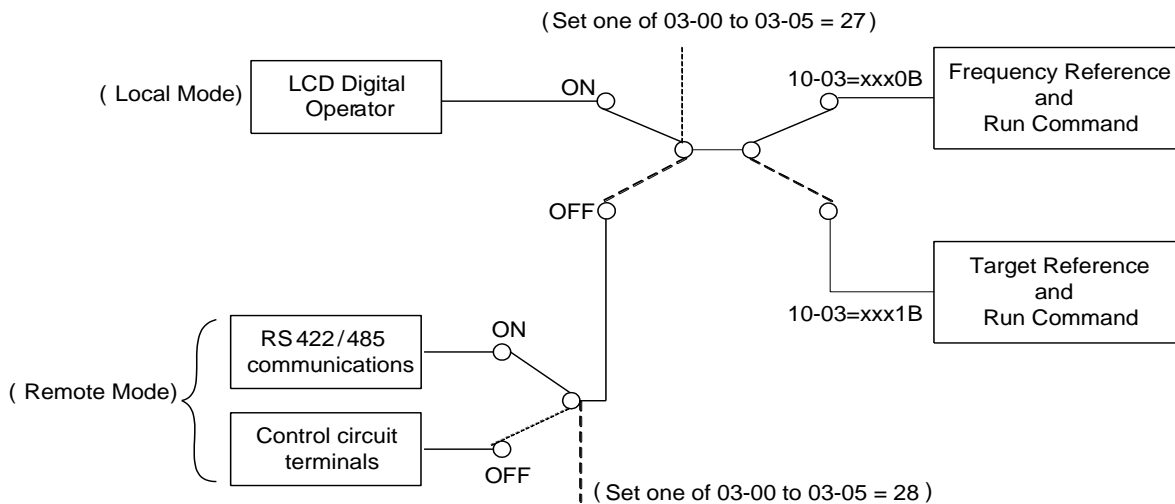 (Set one of 03-00 to 03-05 = 27)
(Local Mode)
LCD Digital
Operator
ON
10-03=xxx0B
Frequency Reference
and
Run Command
OFF
Target Reference
and
Run Command
10-03=xxx1B
(Remote Mode)
RS422/485
communications
ON
Control circuit
terminals
OFF
(Set one of 03-00 to 03-05 = 28)